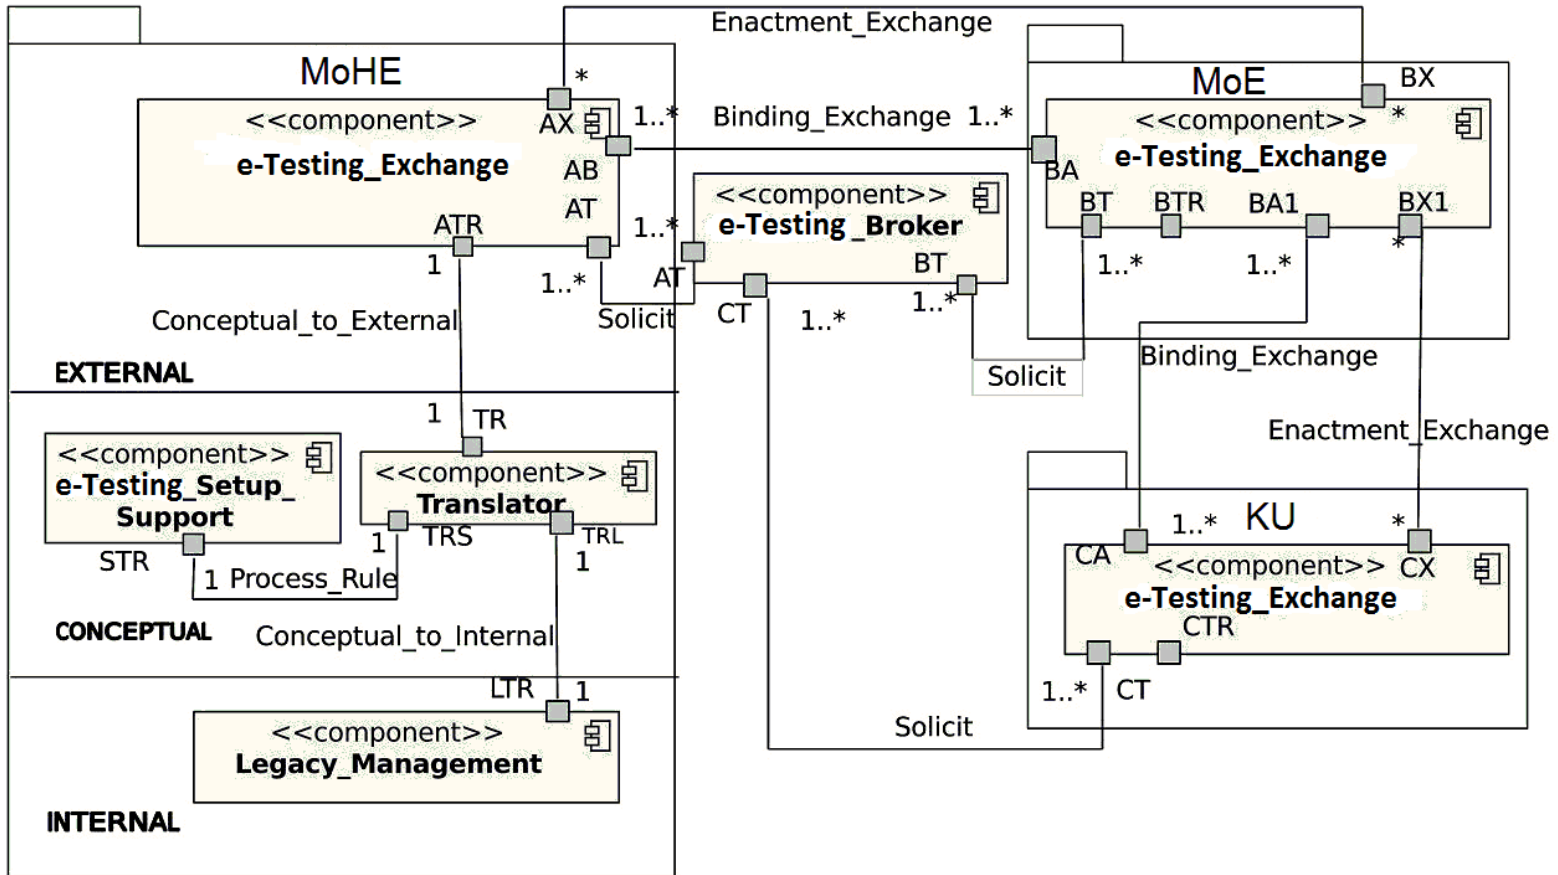 Enactment_Exchange
MoHE
*
<<component>>
AX
e-Testing_Exchange
AB
AT
ATR
1..*
Binding_Exchange
1..*
MoE
BX
*
<<component>>
e-Testing_Exchange
BA
BT
BTR
BA1
BX1
*
1..*
1..*
<<component>>
e-Testing_Broker
BT
1..*
AT
CT
1..*
1..*
1
1..*
Solicit
Solicit
Conceptual_to_External
Binding_Exchange
EXTERNAL
Enactment_Exchange
1
TR
<<component>>
e-Testing_Setup_
Support
STR
<<component>>
Translator
TRS
TRL
1
1
1
Process_Rule
CONCEPTUAL
Conceptual_to_Internal
KU
1..*
*
CA
CX
<<component>>
e-Testing_Exchange
CTR
1..*
CT
Solicit
LTR
1
<<component>>
Legacy_Management
INTERNAL